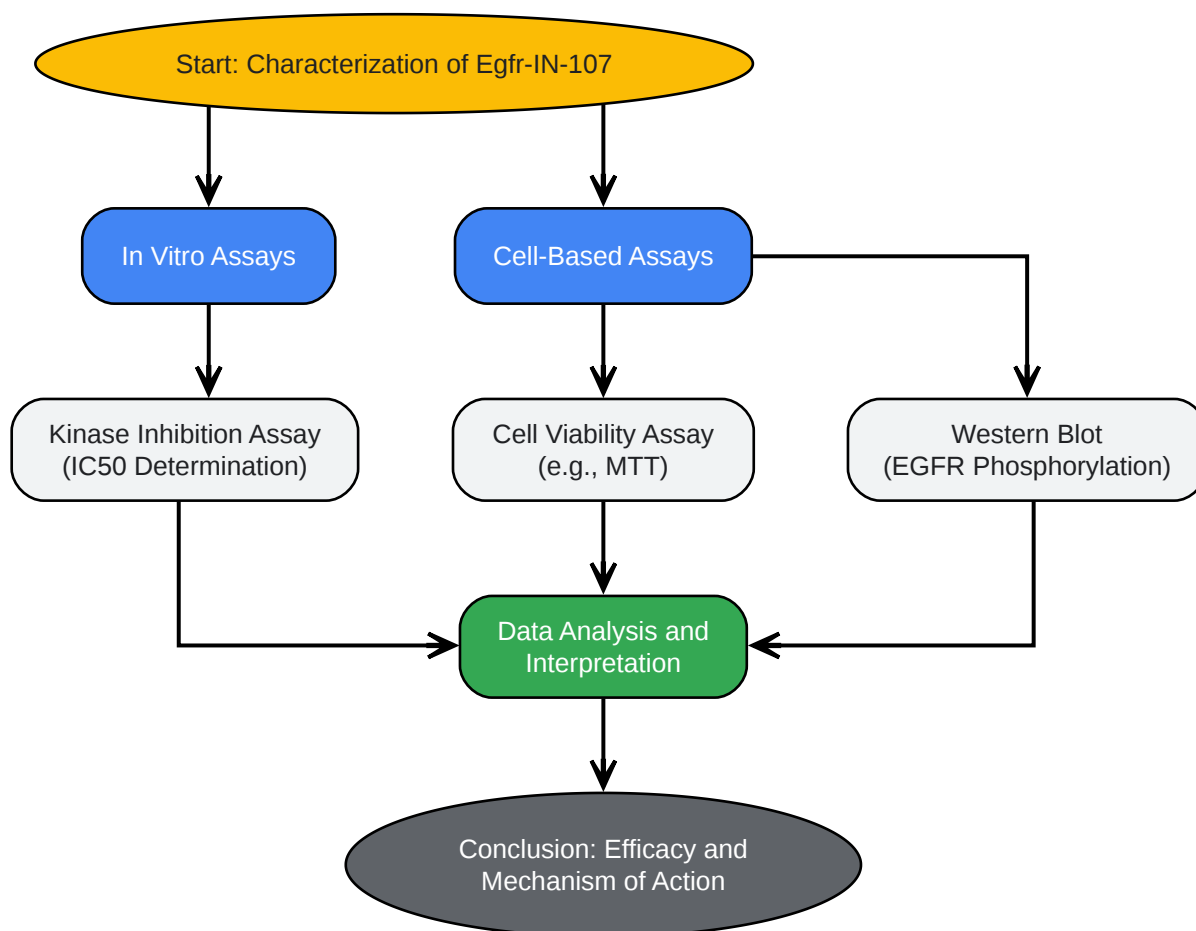 Start: Characterization of Egfr-IN-107
In Vitro Assays
Cell-Based Assays
Kinase Inhibition Assay
(IC50 Determination)
Cell Viability Assay
(e.g., MTT)
Western Blot
(EGFR Phosphorylation)
Data Analysis and
Interpretation
Conclusion: Efficacy and
Mechanism of Action